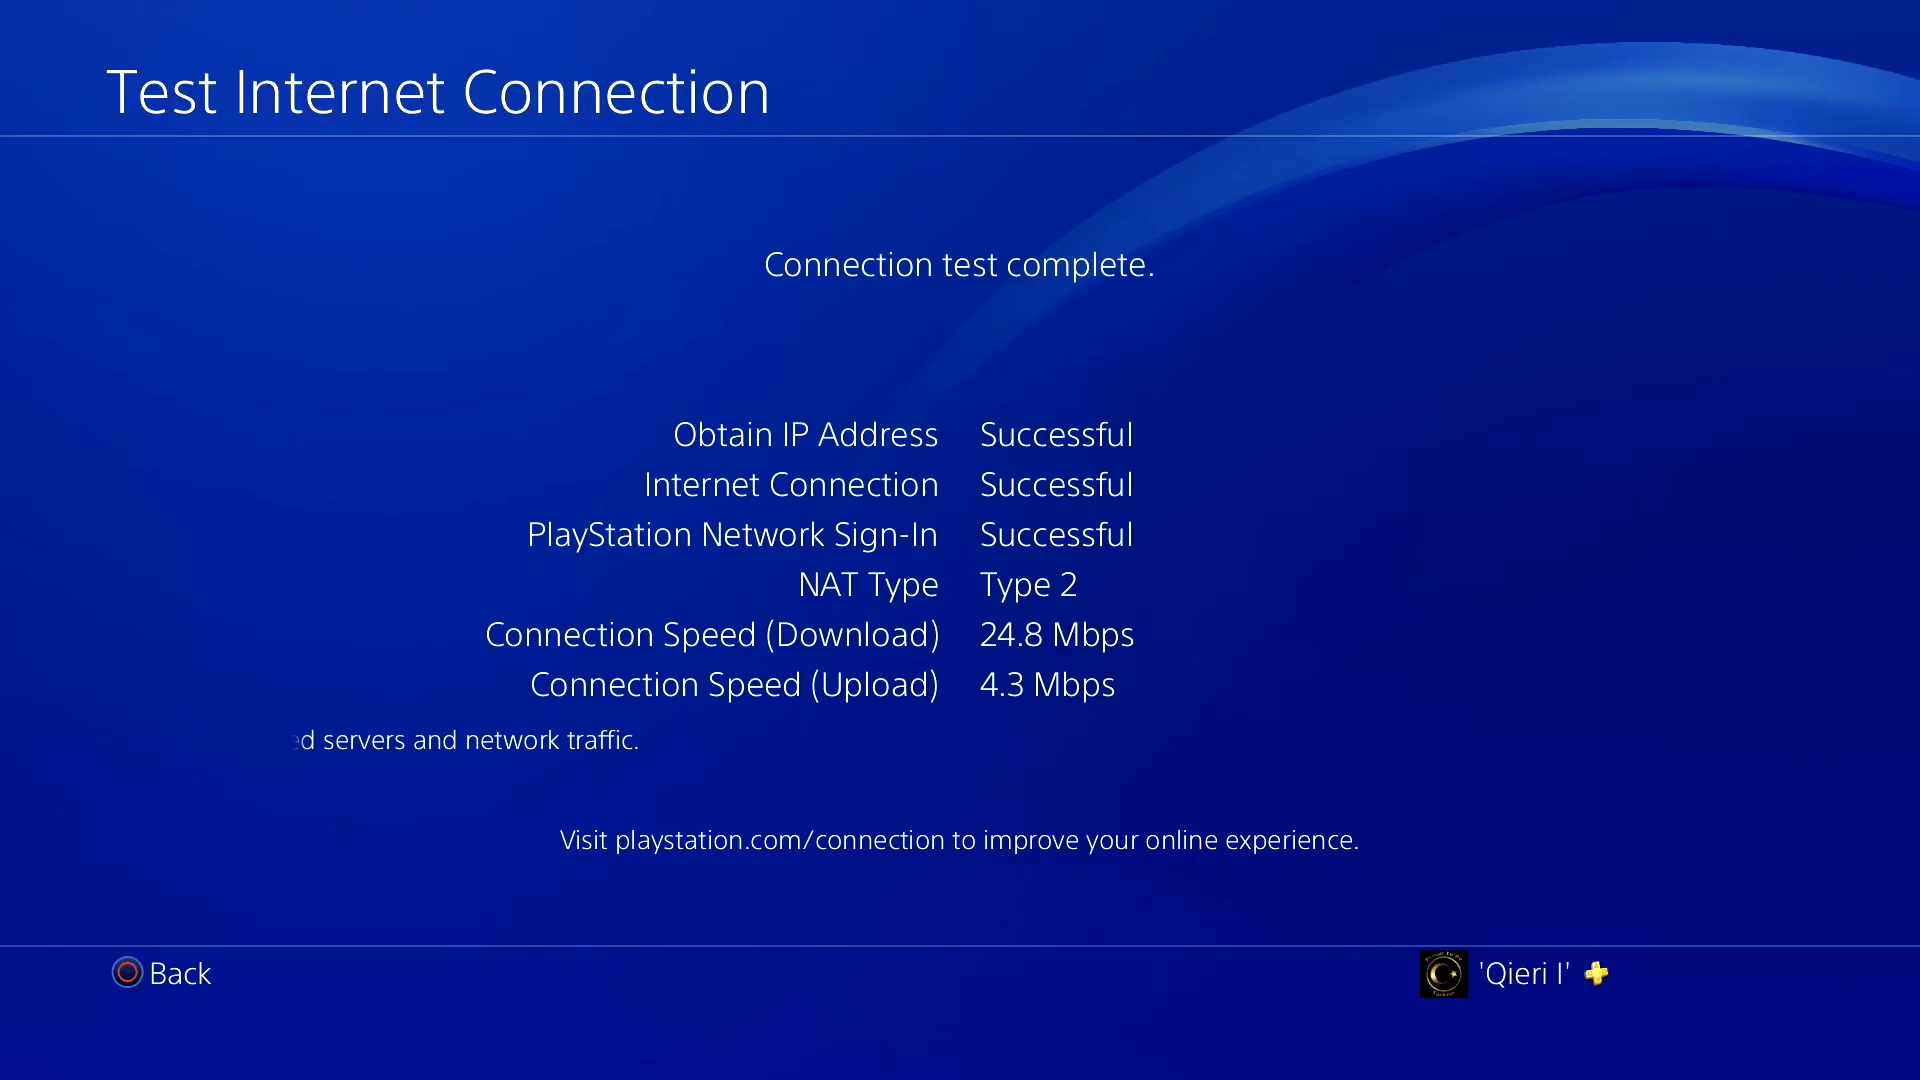 Test Internet Connection
Connection test complete.
Obtain IP Address Successful
Internet Connection Successful
PlayStation Network Sign-In Successful
NAT Type Type 2
Connection Speed (Download) 24.8 Mbps
Connection Speed (Upload) 4.3 Mbps
ed servers and network traffic.
Visit playstation.com/connection to improve your online experience.
Back
'Qieri I'